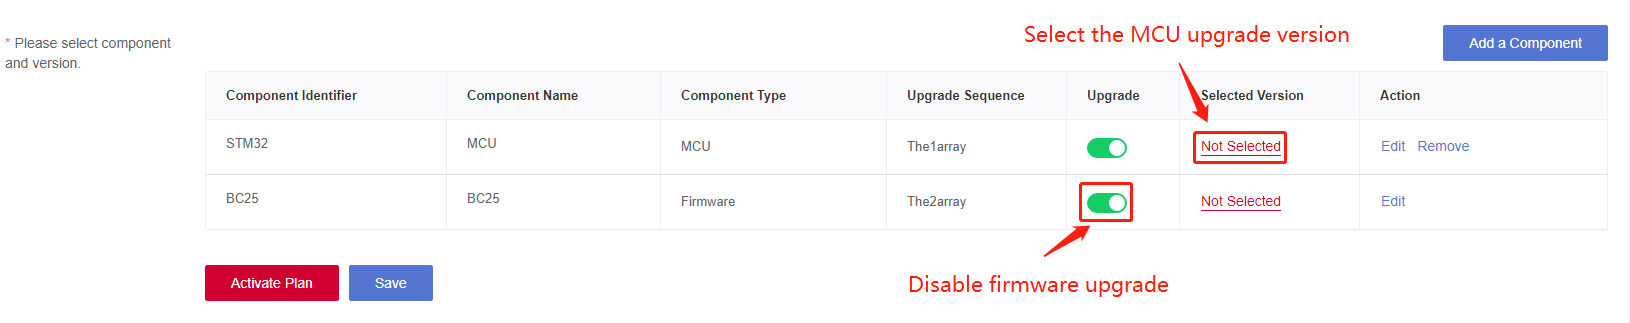 Select the MCU upgrade version
* Please select component
and version.
Add a Component
Component Identifier Component Name Component Type Upgrade Sequence Upgrade Selected Version Action
STM32 MCU MCU The1array Not Selected Edit Remove
BC25 BC25 Firmware The2array Not Selected Edit
Activate Plan Save
Disable firmware upgrade